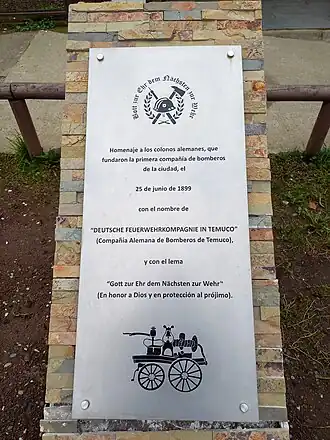 Gott zur Ehr dem Nächsten zur Wehr
Homenaje a los colonos alemanes, que
fundaron la primera compañía de bomberos
de la ciudad, el
25 de junio de 1899
con el nombre de
"DEUTSCHE FEUERWEHRKOMPAGNIE IN TEMUCO"
(Compañia Alemana de Bomberos de Temuco),
y con el lema
"Gott zur Ehr dem Nächsten zur Wehr"
(En honor a Dios y en protección al prójimo).